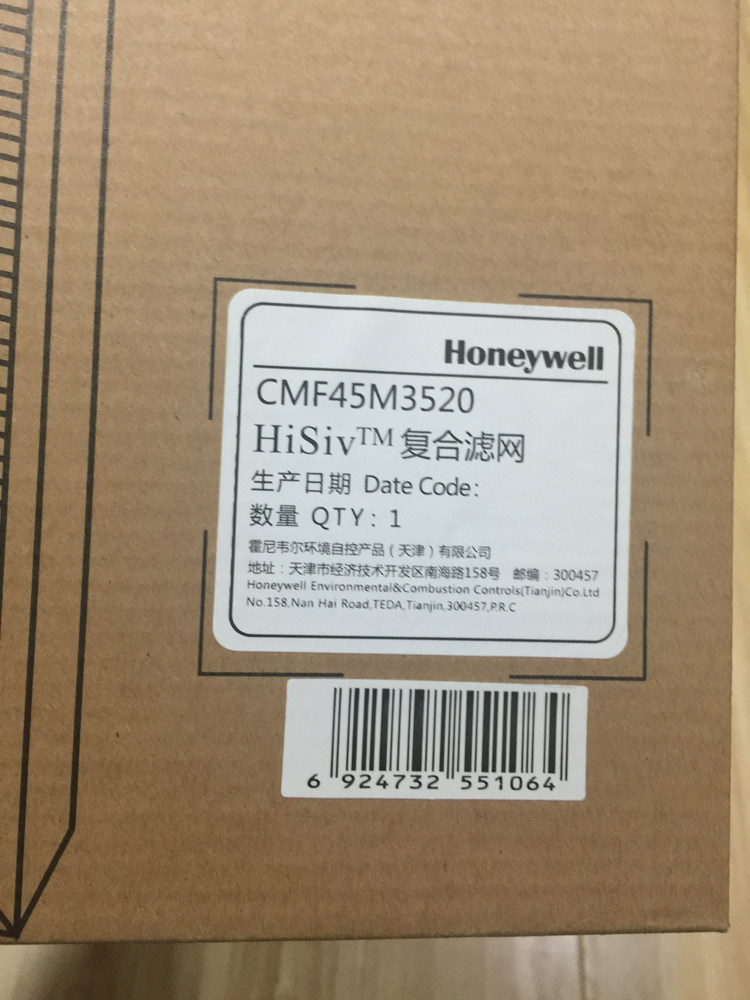 Honeywell
CMF45M3520
HiSiv™ 复合滤网
生产日期 Date Code:
数量 QTY: 1
霍尼韦尔环境自控产品（天津）有限公司
地址：天津市经济技术开发区南海路158号 邮编：300457
Honeywell Environmental&Combustion Controls(Tianjin)Co.Ltd
No.158,Nan Hai Road,TEDA,Tianjin,300457,P.R.C
6 924732 551064